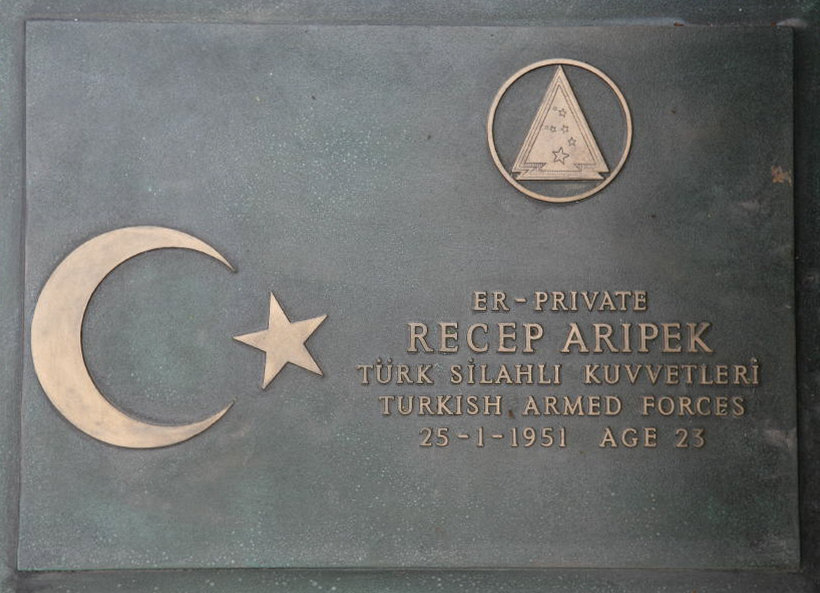 ER-PRIVATE
RECEP ARIPEK
TÜRK SİLAHLI KUVVETLERİ
TURKISH ARMED FORCES
25-1-1951 AGE 23